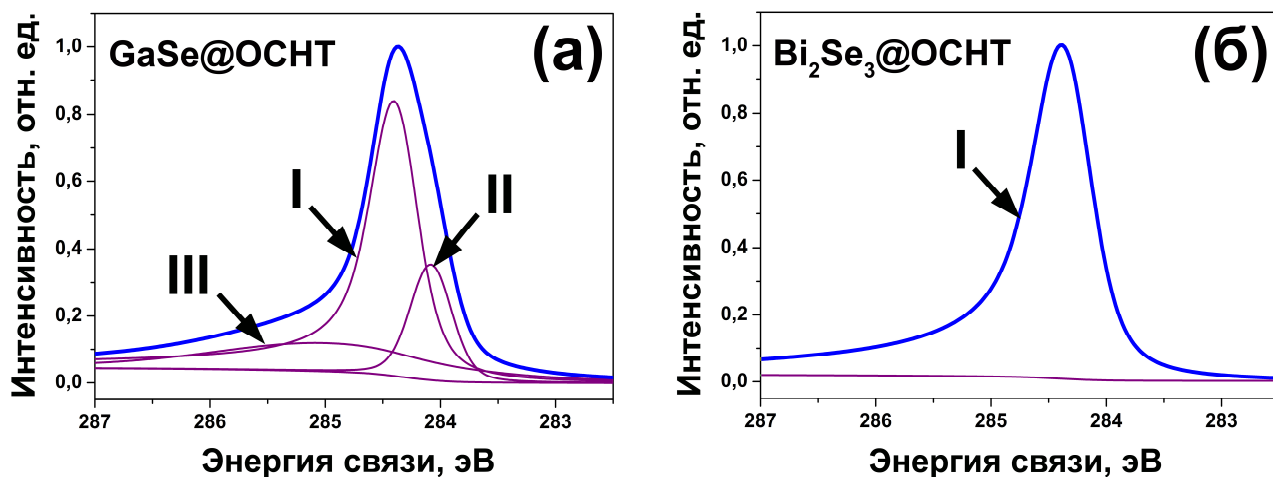 GaSe@ОСНТ
(а)
Интенсивность, отн. ед.
1,0
0,8
0,6
0,4
0,2
0,0
I
II
III
287 286 285 284 283
Энергия связи, эВ
Bi₂Se₃@ОСНТ
(б)
Интенсивность, отн. ед.
1,0
0,8
0,6
0,4
0,2
0,0
I
287 286 285 284 283
Энергия связи, эВ